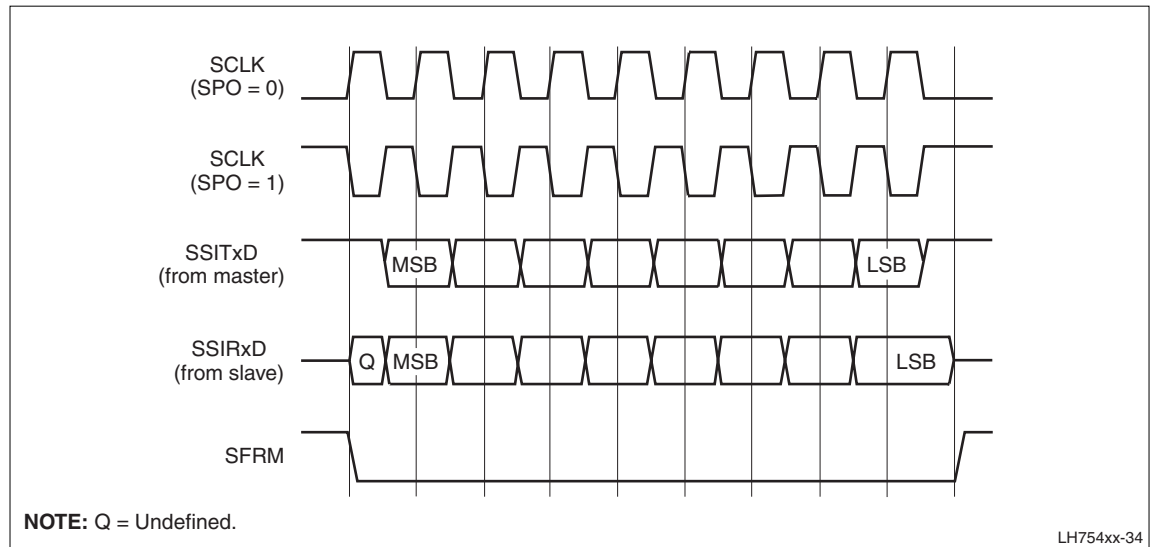 SCLK
(SPO = 0)
SCLK
(SPO = 1)
SSITxD
(from master)
MSB
LSB
SSIRxD
(from slave)
Q
MSB
LSB
SFRM
NOTE: Q = Undefined.
LH754xx-34